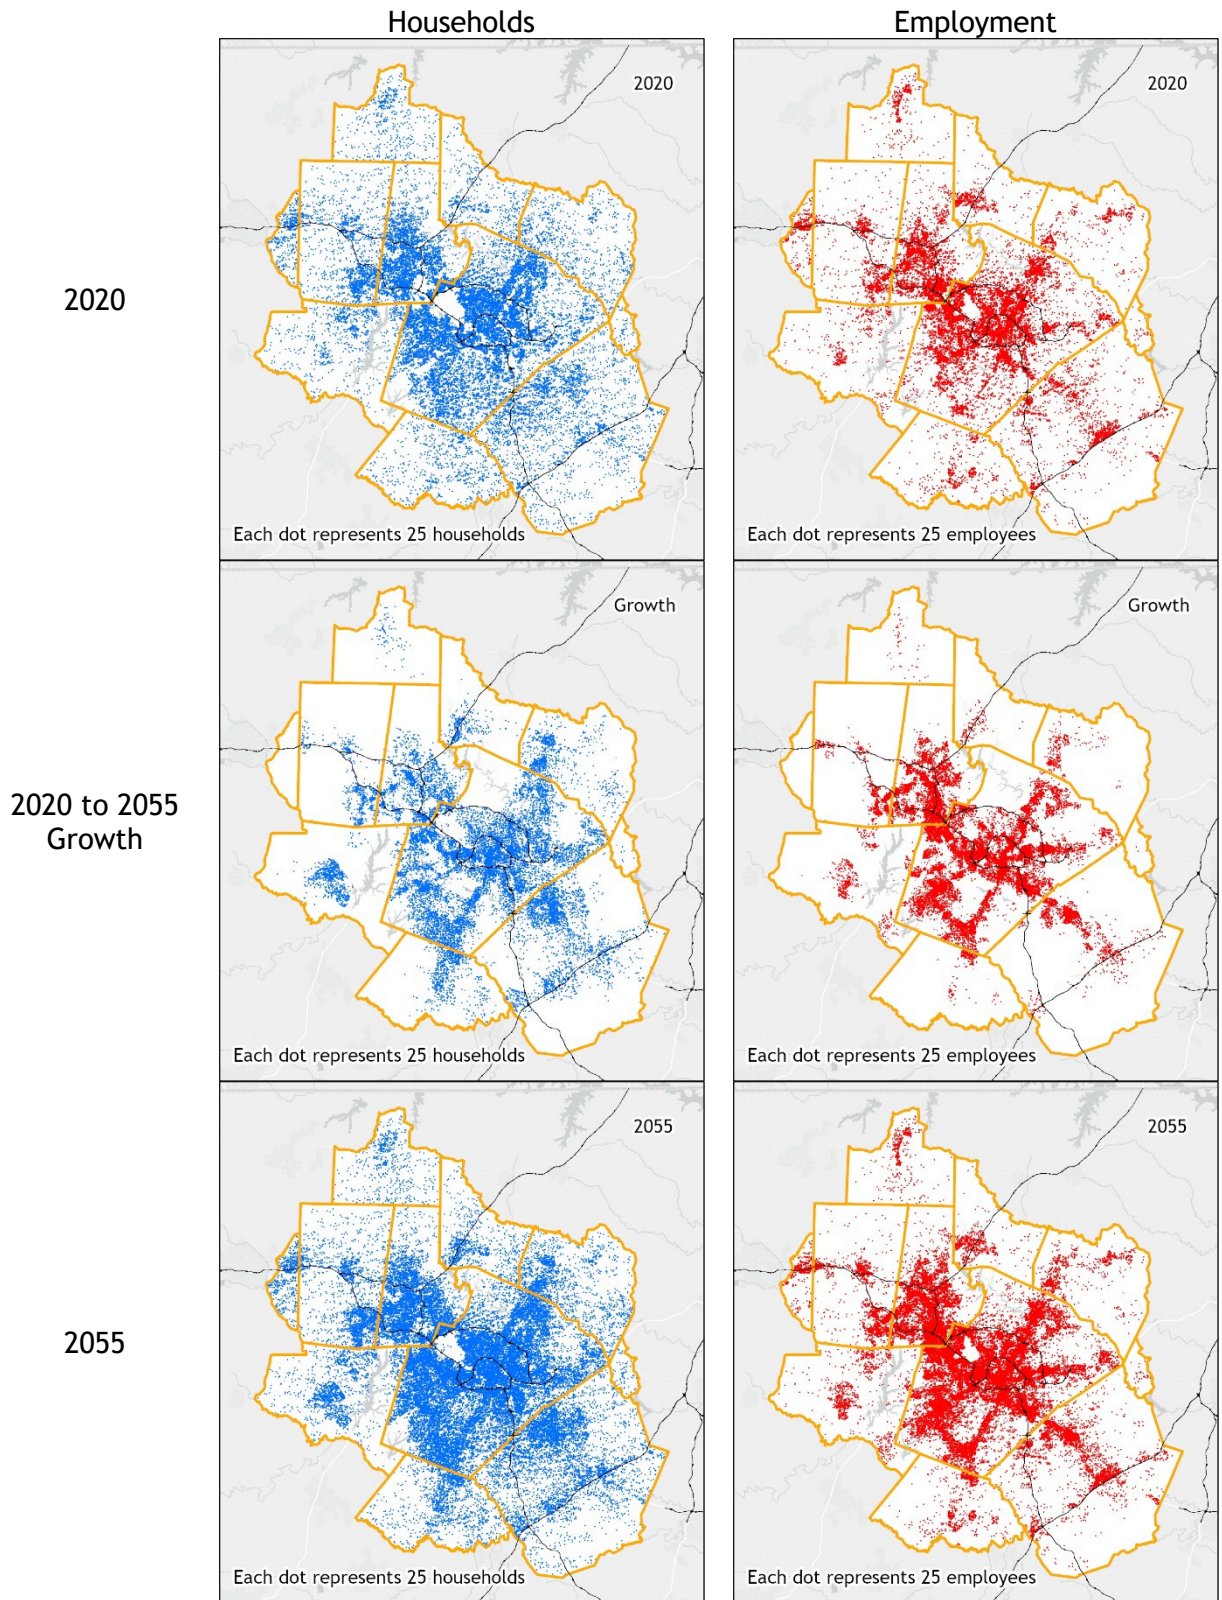 Households
Employment
2020
2020
2020
Each dot represents 25 households
Each dot represents 25 employees
Growth
Growth
2020 to 2055
Growth
Each dot represents 25 households
Each dot represents 25 employees
2055
2055
2055
Each dot represents 25 households
Each dot represents 25 employees